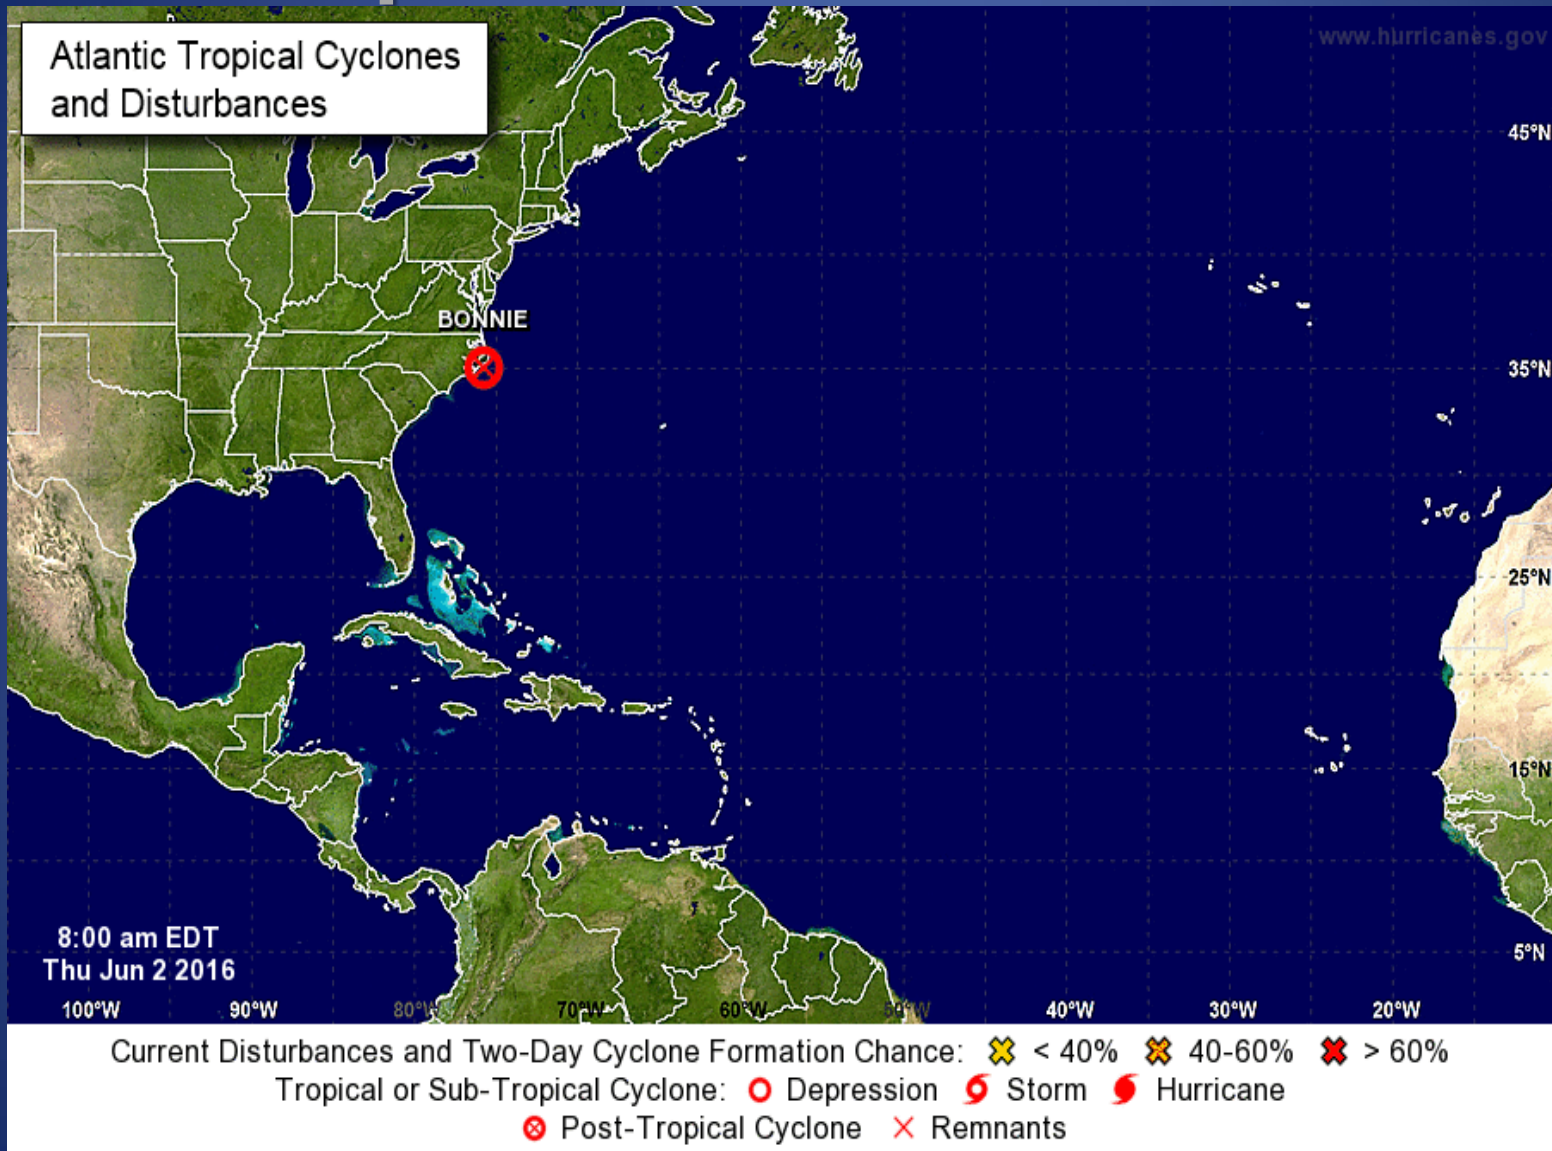 www.hurricanes.gov
Atlantic Tropical Cyclones
and Disturbances
45°N
BONNIE
35°N
25°N
15°N
8:00 am EDT
Thu Jun 2 2016
5°N
100°W 90°W 80°W 70°W 60°W 50°W 40°W 30°W 20°W
Current Disturbances and Two-Day Cyclone Formation Chance: < 40% 40-60% > 60%
Tropical or Sub-Tropical Cyclone: Depression Storm Hurricane
Post-Tropical Cyclone Remnants